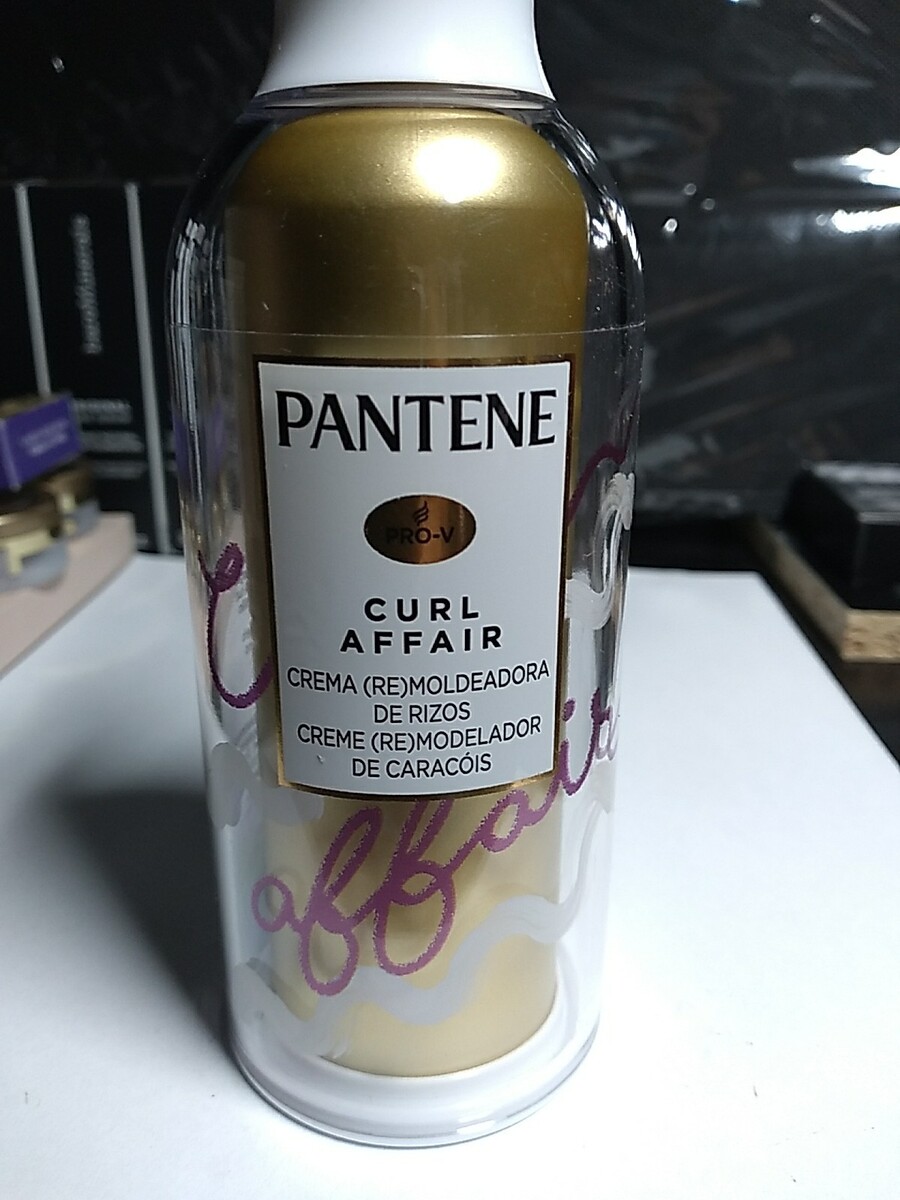 PANTENE
PRO-V
CURL
AFFAIR
CREMA (RE)MOLDEADORA
DE RIZOS
CREME (RE)MODELADOR
DE CARACÓIS
affair